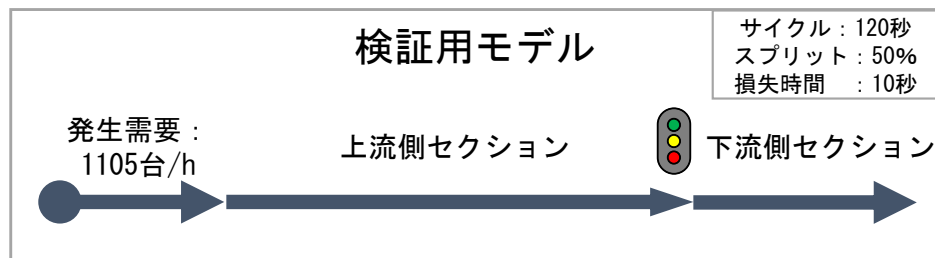 検証用モデル
サイクル：120秒
スプリット：50%
損失時間　：10秒
発生需要：
1105台/h
上流側セクション
下流側セクション